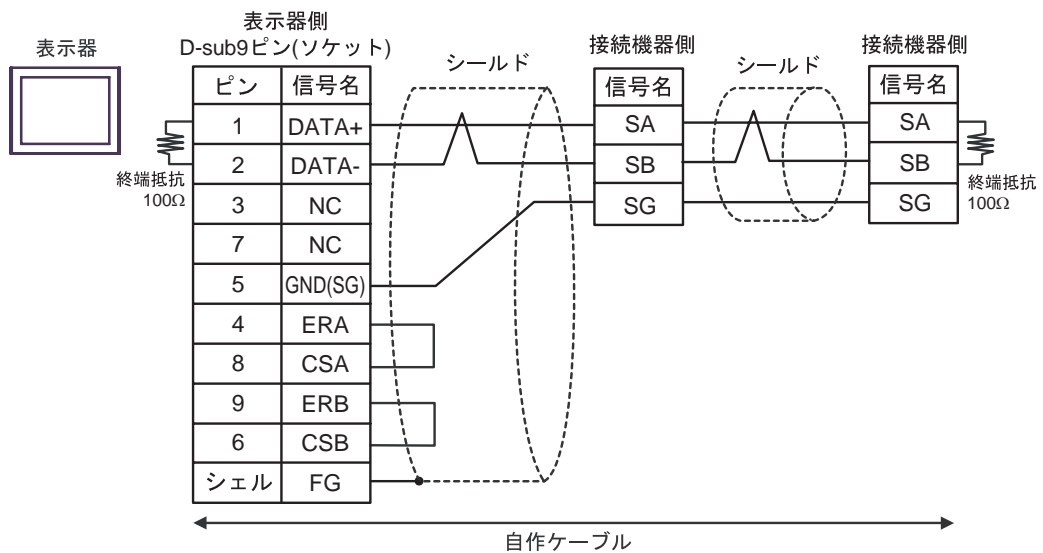 表示器
表示器側
D-sub9ピン(ソケット)
シールド
接続機器側
シールド
接続機器側
ピン 信号名
1 DATA+
2 DATA-
3 NC
7 NC
5 GND(SG)
4 ERA
8 CSA
9 ERB
6 CSB
シェル FG
終端抵抗
100Ω
信号名
SA
SB
SG
信号名
SA
SB
SG
終端抵抗
100Ω
自作ケーブル